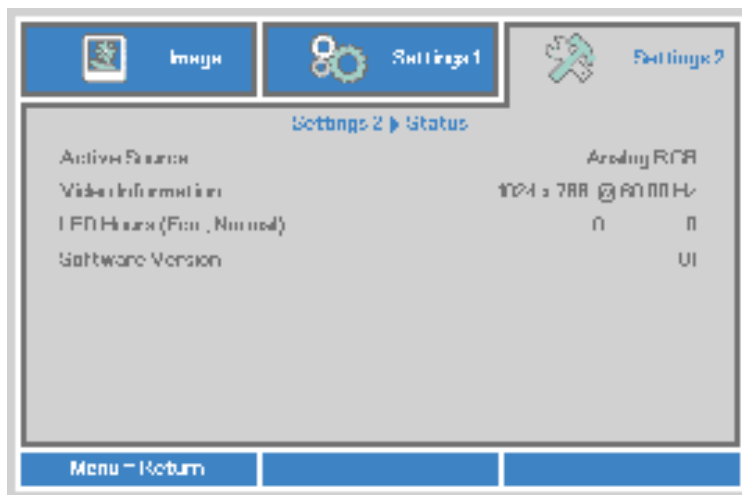 Image Settings 1 Settings 2
Settings 2 Status
Active Source Analog RGB
Video Information 1024 x 768 @ 60.00 Hz
LED Hours (Eco , Normal) 0 0
Software Version
Menu = Return